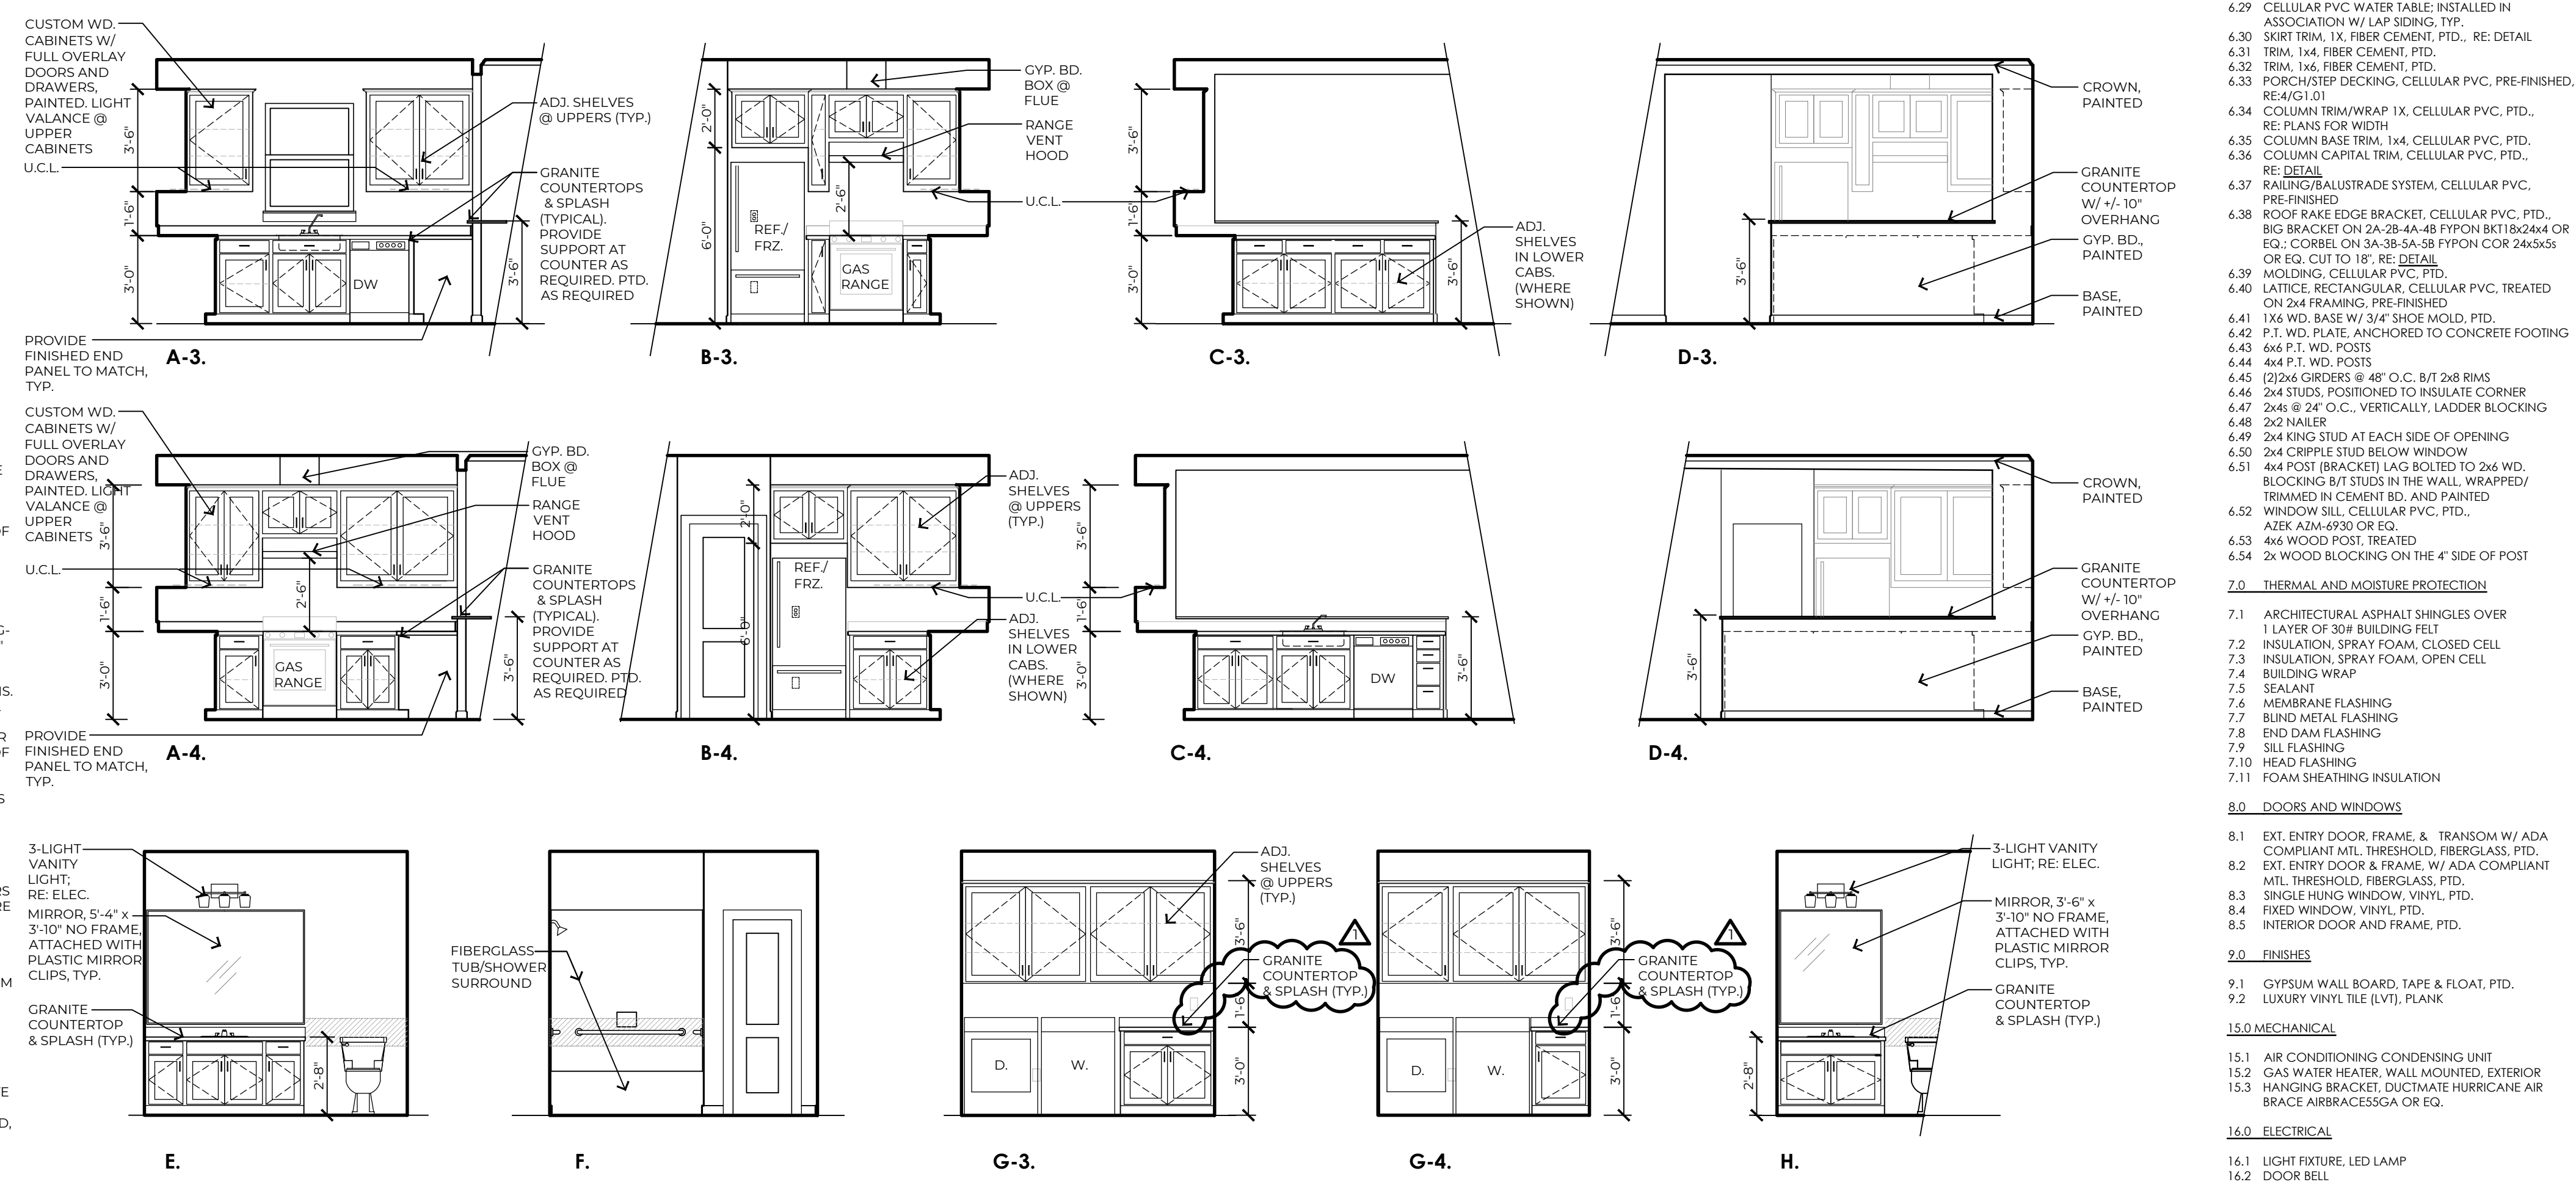 CUSTOM WD.
CABINETS W/
FULL OVERLAY
DOORS AND
DRAWERS,
PAINTED. LIGHT
VALANCE @
UPPER
CABINETS
U.C.L.
3'-6"
1'-6"
3'-0"
DW
ADJ. SHELVES
@ UPPERS (TYP.)
GRANITE
COUNTERTOPS
& SPLASH
(TYPICAL).
PROVIDE
SUPPORT AT
COUNTER AS
REQUIRED. PTD.
AS REQUIRED
3'-6"
PROVIDE
FINISHED END
PANEL TO MATCH,
TYP.
A-3.
2'-0"
6'-0"
REF./
FRZ.
2'-6"
GAS
RANGE
GYP. BD.
BOX @
FLUE
RANGE
VENT
HOOD
U.C.L.
B-3.
3'-6"
1'-6"
3'-0"
3'-6"
ADJ.
SHELVES
IN LOWER
CABS.
(WHERE
SHOWN)
C-3.
3'-6"
CROWN,
PAINTED
GRANITE
COUNTERTOP
W/ +/- 10"
OVERHANG
GYP. BD.,
PAINTED
BASE,
PAINTED
D-3.
CUSTOM WD.
CABINETS W/
FULL OVERLAY
DOORS AND
DRAWERS,
PAINTED. LIGHT
VALANCE @
UPPER
CABINETS
U.C.L.
3'-6"
1'-6"
3'-0"
2'-6"
GAS
RANGE
GYP. BD.
BOX @
FLUE
RANGE
VENT
HOOD
GRANITE
COUNTERTOPS
& SPLASH
(TYPICAL).
PROVIDE
SUPPORT AT
COUNTER AS
REQUIRED. PTD.
AS REQUIRED
3'-6"
PROVIDE
FINISHED END
PANEL TO MATCH,
TYP.
A-4.
2'-0"
6'-0"
REF./
FRZ.
ADJ.
SHELVES
@ UPPERS
(TYP.)
U.C.L.
ADJ.
SHELVES
IN LOWER
CABS.
(WHERE
SHOWN)
B-4.
3'-6"
1'-6"
3'-0"
DW
3'-6"
C-4.
3'-6"
CROWN,
PAINTED
GRANITE
COUNTERTOP
W/ +/- 10"
OVERHANG
GYP. BD.,
PAINTED
BASE,
PAINTED
D-4.
3-LIGHT
VANITY
LIGHT;
RE: ELEC.
MIRROR, 5'-4" x
3'-10" NO FRAME,
ATTACHED WITH
PLASTIC MIRROR
CLIPS, TYP.
GRANITE
COUNTERTOP
& SPLASH (TYP.)
2'-8"
E.
FIBERGLASS
TUB/SHOWER
SURROUND
F.
ADJ.
SHELVES
@ UPPERS
(TYP.)
3'-6"
1
GRANITE
COUNTERTOP
& SPLASH (TYP.)
1'-6"
3'-0"
D.
W.
G-3.
3'-6"
1
GRANITE
COUNTERTOP
& SPLASH (TYP.)
1'-6"
3'-0"
D.
W.
G-4.
3-LIGHT VANITY
LIGHT; RE: ELEC.
MIRROR, 3'-6" x
3'-10" NO FRAME,
ATTACHED WITH
PLASTIC MIRROR
CLIPS, TYP.
GRANITE
COUNTERTOP
& SPLASH (TYP.)
2'-8"
H.
6.29 CELLULAR PVC WATER TABLE; INSTALLED IN
ASSOCIATION W/ LAP SIDING, TYP.
6.30 SKIRT TRIM, 1X, FIBER CEMENT, PTD., RE: DETAIL
6.31 TRIM, 1x4, FIBER CEMENT, PTD.
6.32 TRIM, 1x6, FIBER CEMENT, PTD.
6.33 PORCH/STEP DECKING, CELLULAR PVC, PRE-FINISHED,
RE:4/G1.01
6.34 COLUMN TRIM/WRAP 1X, CELLULAR PVC, PTD.,
RE: PLANS FOR WIDTH
6.35 COLUMN BASE TRIM, 1x4, CELLULAR PVC, PTD.
6.36 COLUMN CAPITAL TRIM, CELLULAR PVC, PTD.,
RE: DETAIL
6.37 RAILING/BALUSTRADE SYSTEM, CELLULAR PVC,
PRE-FINISHED
6.38 ROOF RAKE EDGE BRACKET, CELLULAR PVC, PTD.,
BIG BRACKET ON 2A-2B-4A-4B FYPON BKT18x24x4 OR
EQ.; CORBEL ON 3A-3B-5A-5B FYPON COR 24x5x5s
OR EQ. CUT TO 18", RE: DETAIL
6.39 MOLDING, CELLULAR PVC, PTD.
6.40 LATTICE, RECTANGULAR, CELLULAR PVC, TREATED
ON 2x4 FRAMING, PRE-FINISHED
6.41 1X6 WD. BASE W/ 3/4" SHOE MOLD, PTD.
6.42 P.T. WD. PLATE, ANCHORED TO CONCRETE FOOTING
6.43 6x6 P.T. WD. POSTS
6.44 4x4 P.T. WD. POSTS
6.45 (2)2x6 GIRDERS @ 48" O.C. B/T 2x8 RIMS
6.46 2x4 STUDS, POSITIONED TO INSULATE CORNER
6.47 2x4s @ 24" O.C., VERTICALLY, LADDER BLOCKING
6.48 2x2 NAILER
6.49 2x4 KING STUD AT EACH SIDE OF OPENING
6.50 2x4 CRIPPLE STUD BELOW WINDOW
6.51 4x4 POST (BRACKET) LAG BOLTED TO 2x6 WD.
BLOCKING B/T STUDS IN THE WALL, WRAPPED/
TRIMMED IN CEMENT BD. AND PAINTED
6.52 WINDOW SILL, CELLULAR PVC, PTD.,
AZEK AZM-6930 OR EQ.
6.53 4x6 WOOD POST, TREATED
6.54 2x WOOD BLOCKING ON THE 4" SIDE OF POST
7.0 THERMAL AND MOISTURE PROTECTION
7.1 ARCHITECTURAL ASPHALT SHINGLES OVER
1 LAYER OF 30# BUILDING FELT
7.2 INSULATION, SPRAY FOAM, CLOSED CELL
7.3 INSULATION, SPRAY FOAM, OPEN CELL
7.4 BUILDING WRAP
7.5 SEALANT
7.6 MEMBRANE FLASHING
7.7 BLIND METAL FLASHING
7.8 END DAM FLASHING
7.9 SILL FLASHING
7.10 HEAD FLASHING
7.11 FOAM SHEATHING INSULATION
8.0 DOORS AND WINDOWS
8.1 EXT. ENTRY DOOR, FRAME, & TRANSOM W/ ADA
COMPLIANT MTL. THRESHOLD, FIBERGLASS, PTD.
8.2 EXT. ENTRY DOOR & FRAME, W/ ADA COMPLIANT
MTL. THRESHOLD, FIBERGLASS, PTD.
8.3 SINGLE HUNG WINDOW, VINYL, PTD.
8.4 FIXED WINDOW, VINYL, PTD.
8.5 INTERIOR DOOR AND FRAME, PTD.
9.0 FINISHES
9.1 GYPSUM WALL BOARD, TAPE & FLOAT, PTD.
9.2 LUXURY VINYL TILE (LVT), PLANK
15.0 MECHANICAL
15.1 AIR CONDITIONING CONDENSING UNIT
15.2 GAS WATER HEATER, WALL MOUNTED, EXTERIOR
15.3 HANGING BRACKET, DUCTMATE HURRICANE AIR
BRACE AIRBRACE55GA OR EQ.
16.0 ELECTRICAL
16.1 LIGHT FIXTURE, LED LAMP
16.2 DOOR BELL